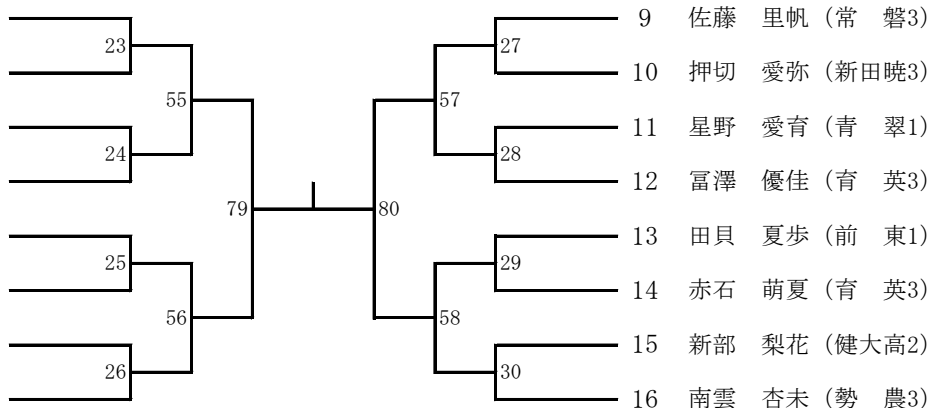 9 佐藤 里帆 (常 磐3)
23 27
10 押切 愛弥 (新田暁3)
55 57
11 星野 愛育 (青 翠1)
24 28
12 冨澤 優佳 (育 英3)
79 80
13 田貝 夏歩 (前 東1)
25 29
14 赤石 萌夏 (育 英3)
56 58
15 新部 梨花 (健大高2)
26 30
16 南雲 杏未 (勢 農3)